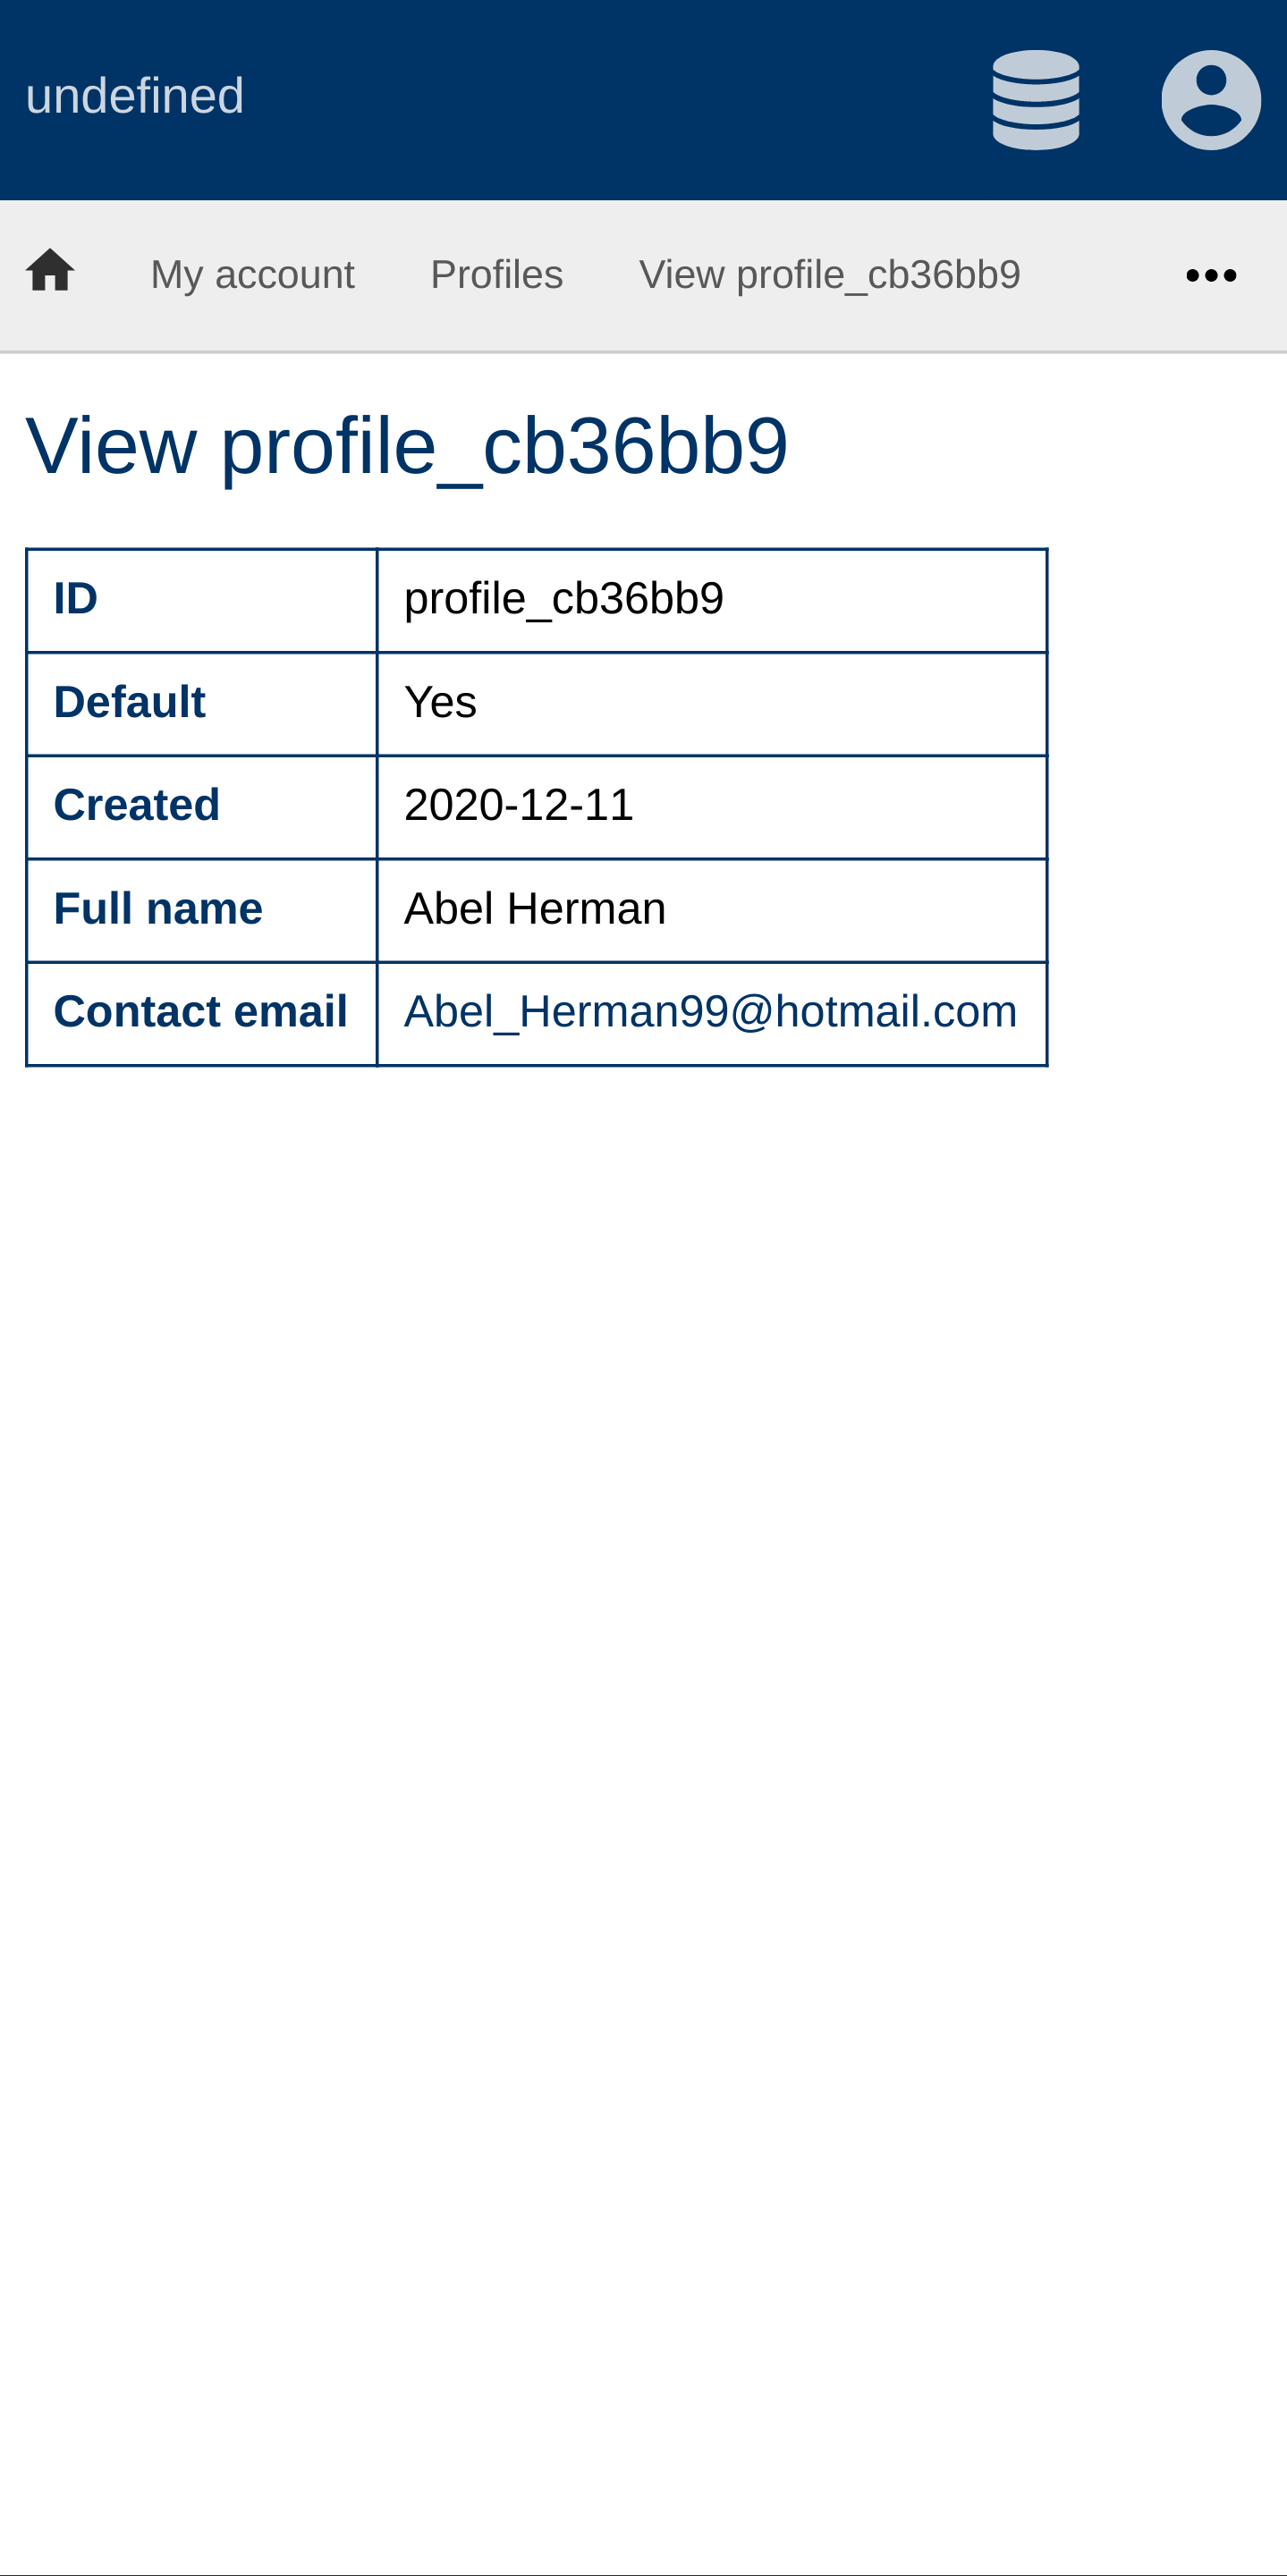 undefined
My account Profiles View profile_cb36bb9
View profile_cb36bb9
ID profile_cb36bb9
Default Yes
Created 2020-12-11
Full name Abel Herman
Contact email Abel_Herman99@hotmail.com